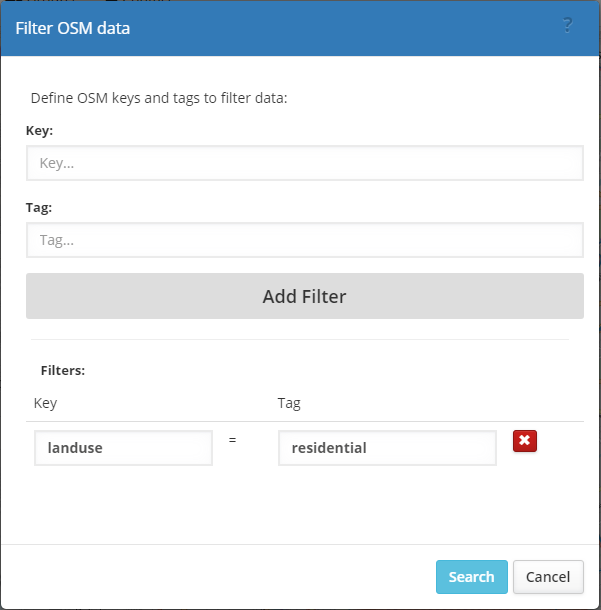 Filter OSM data
?
Define OSM keys and tags to filter data:
Key:
Key...
Tag:
Tag...
Add Filter
Filters:
Key Tag
landuse = residential
Search Cancel